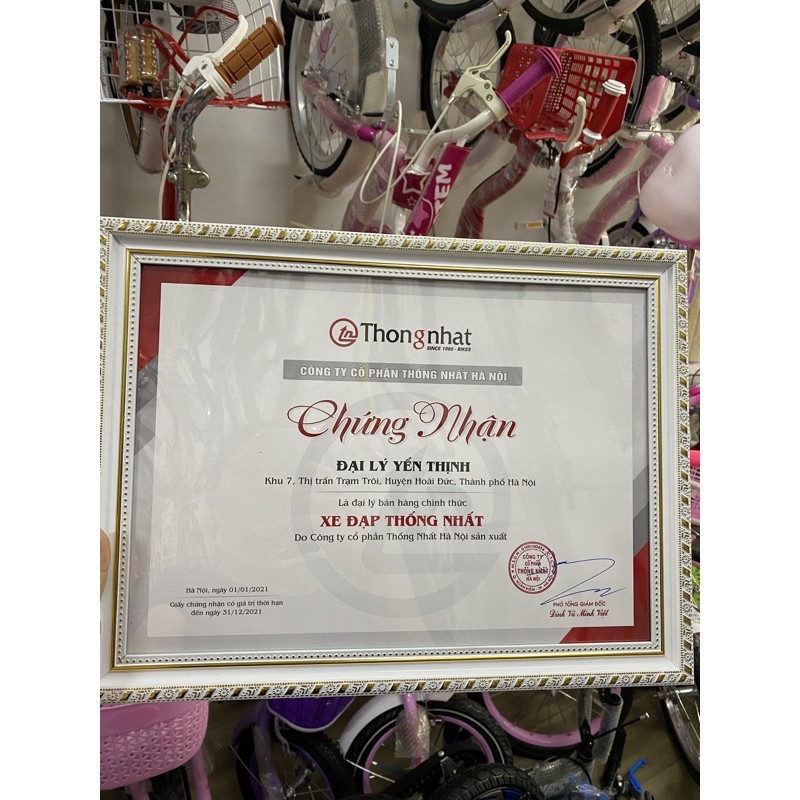 TEM
tn Thongnhat
SINCE 1960 - BIKES
CÔNG TY CỔ PHẦN THỐNG NHẤT HÀ NỘI
Chứng Nhận
ĐẠI LÝ YẾN THỊNH
Khu 7, Thị trấn Trạm Trôi, Huyện Hoài Đức, Thành phố Hà Nội
Là đại lý bán hàng chính thức
XE ĐẠP THỐNG NHẤT
Do Công ty cổ phần Thống Nhất Hà Nội sản xuất
CÔNG TY
CỔ PHẦN
THỐNG NHẤT
HÀ NỘI
Hà Nội, ngày 01/01/2021
Giấy chứng nhận có giá trị thời hạn
đến ngày 31/12/2021
PHÓ TỔNG GIÁM ĐỐC
Đinh Vũ Minh Việt